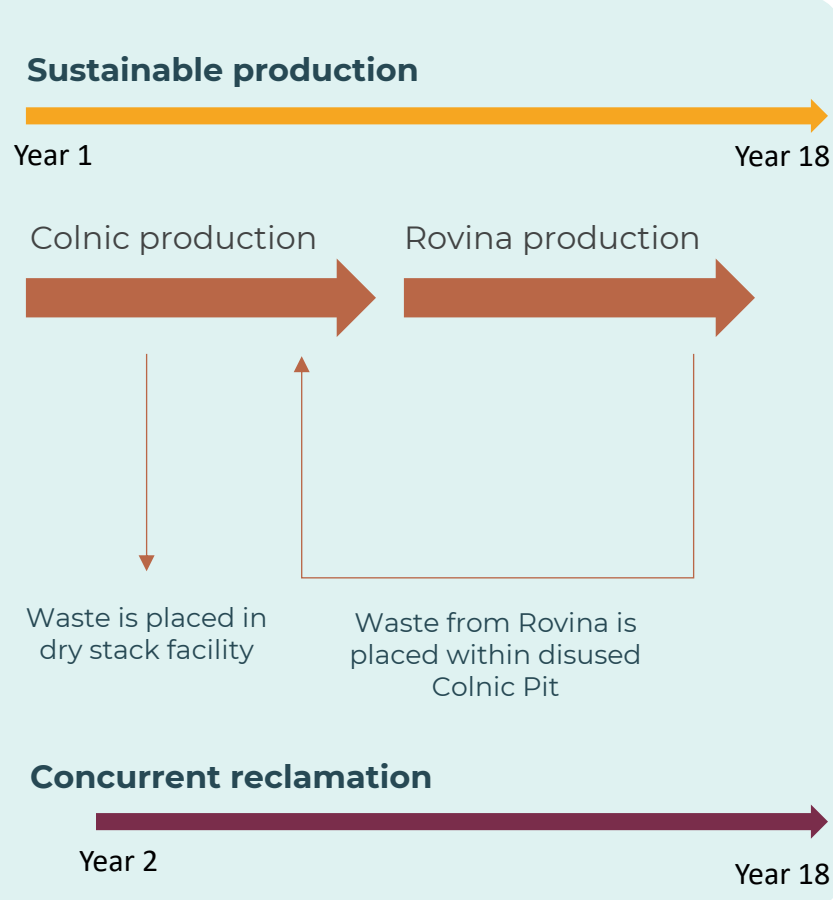 Sustainable production
Year 1
Year 18
Colnic production
Rovina production
Waste is placed in
dry stack facility
Waste from Rovina is
placed within disused
Colnic Pit
Concurrent reclamation
Year 2
Year 18